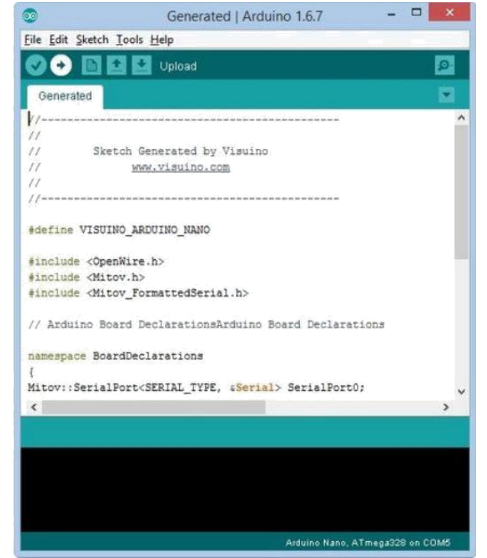 Generated | Arduino 1.6.7
File Edit Sketch Tools Help
Upload
Generated
//----------------------------------------------
//
// Sketch Generated by Visuino
// www.visuino.com
//
//----------------------------------------------
#define VISUINO_ARDUINO_NANO
#include <OpenWire.h>
#include <Mitov.h>
#include <Mitov_FormattedSerial.h>
// Arduino Board DeclarationsArduino Board Declarations
namespace BoardDeclarations
{
Mitov::SerialPort<SERIAL_TYPE, &Serial> SerialPort0;
Arduino Nano, ATmega328 on COM5